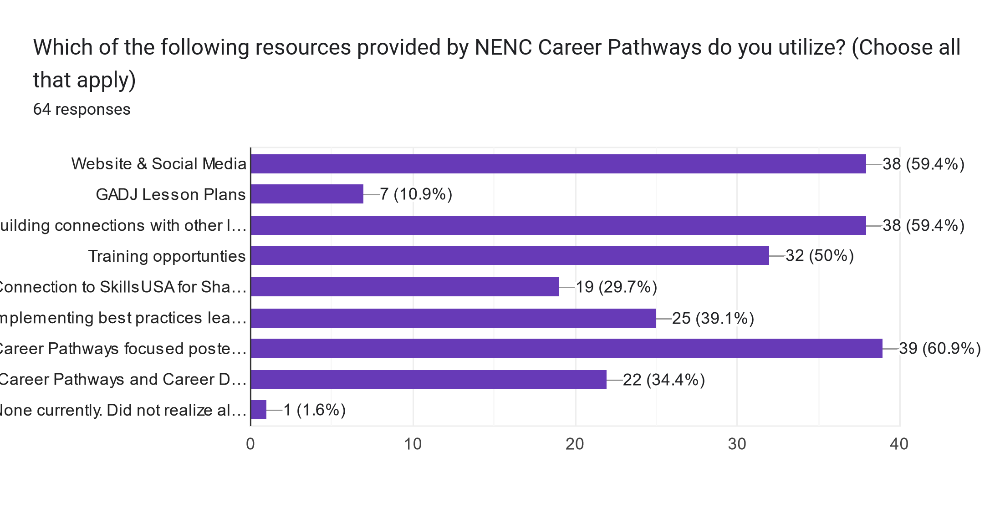 Which of the following resources provided by NENC Career Pathways do you utilize? (Choose all
that apply)
64 responses
Website & Social Media 38 (59.4%)
GADJ Lesson Plans 7 (10.9%)
uilding connections with other l… 38 (59.4%)
Training opportunties 32 (50%)
Connection to SkillsUSA for Sha… 19 (29.7%)
mplementing best practices lea… 25 (39.1%)
Career Pathways focused poste… 39 (60.9%)
Career Pathways and Career D… 22 (34.4%)
None currently. Did not realize al… 1 (1.6%)
0 10 20 30 40